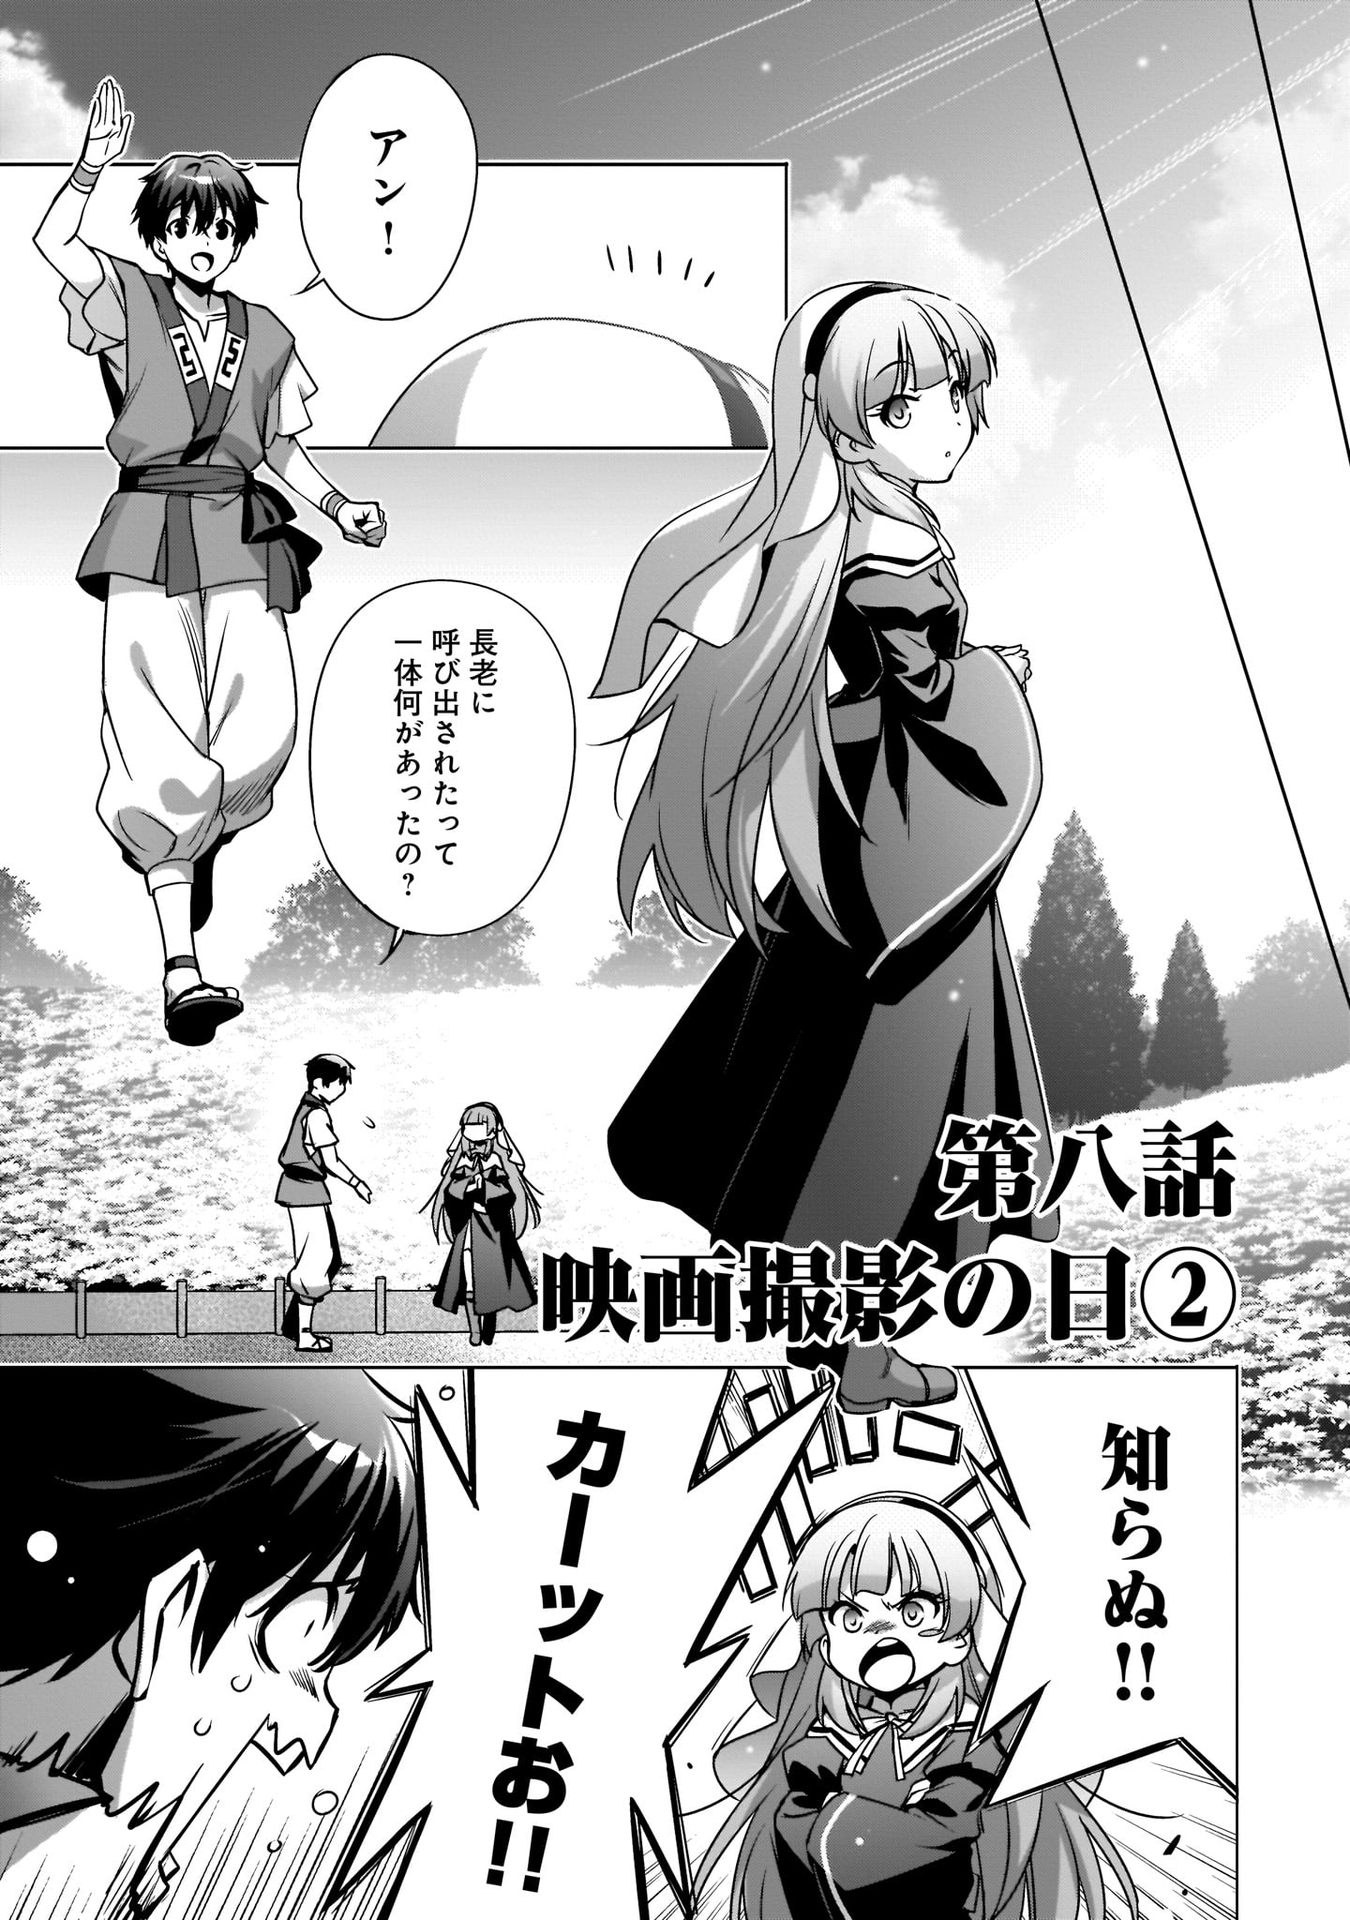 アン！
長老に
呼び出されたって
一体何があったの？
第八話
映画撮影の日②
知らぬ!!
カーットぉ!!